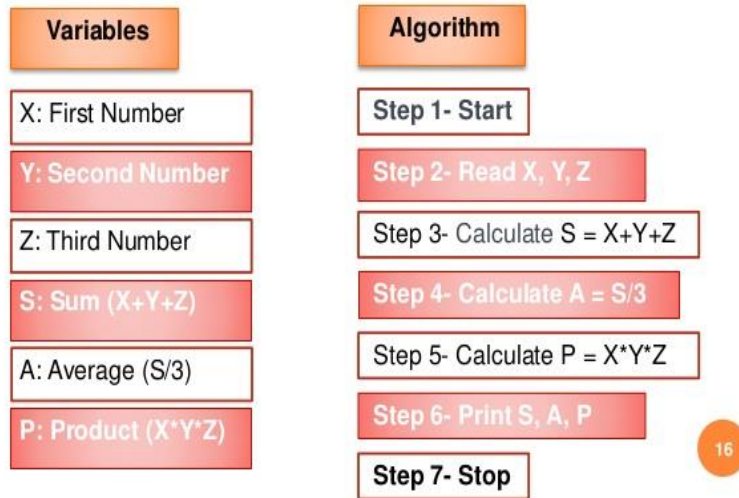 Variables
X: First Number
Y: Second Number
Z: Third Number
S: Sum (X+Y+Z)
A: Average (S/3)
P: Product (X*Y*Z)
Algorithm
Step 1- Start
Step 2- Read X, Y, Z
Step 3- Calculate S = X+Y+Z
Step 4- Calculate A = S/3
Step 5- Calculate P = X*Y*Z
Step 6- Print S, A, P
Step 7- Stop
16